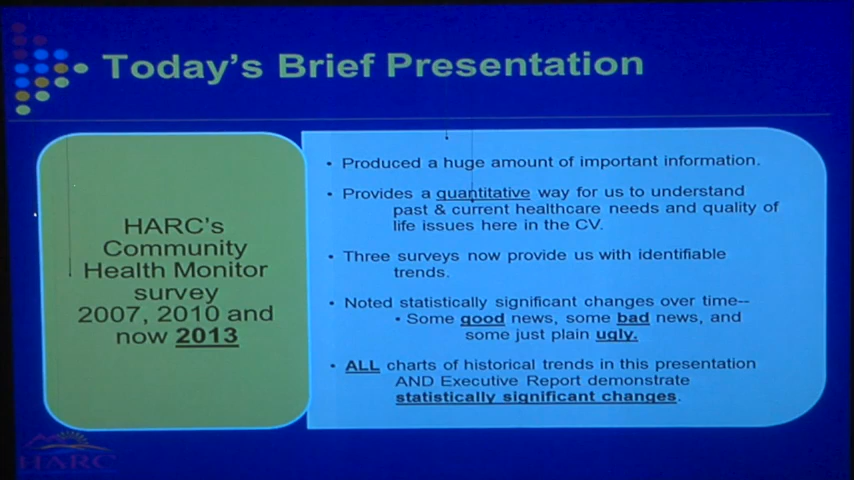 Today's Brief Presentation
HARC's
Community
Health Monitor
survey
2007, 2010 and
now 2013
• Produced a huge amount of important information.
• Provides a quantitative way for us to understand
past & current healthcare needs and quality of
life issues here in the CV.
• Three surveys now provide us with identifiable
trends.
• Noted statistically significant changes over time--
• Some good news, some bad news, and
some just plain ugly.
• ALL charts of historical trends in this presentation
AND Executive Report demonstrate
statistically significant changes.
HARC